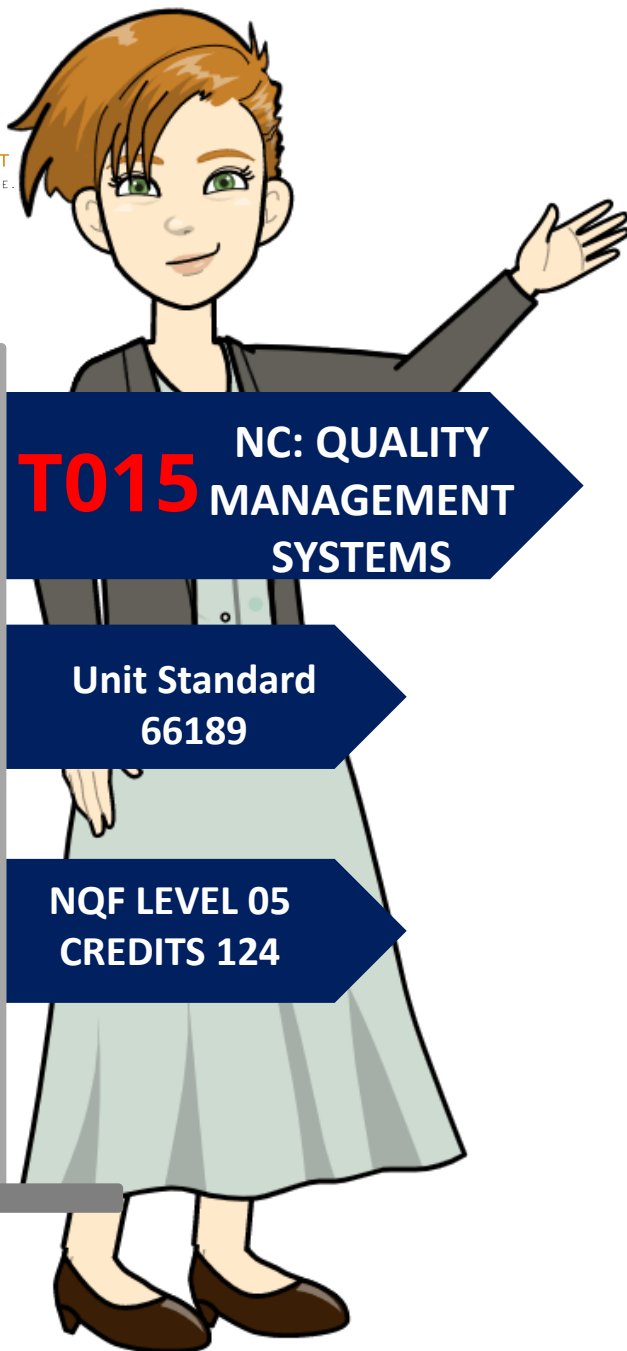 T
E.
T015
NC: QUALITY
MANAGEMENT
SYSTEMS
Unit Standard
66189
NQF LEVEL 05
CREDITS 124